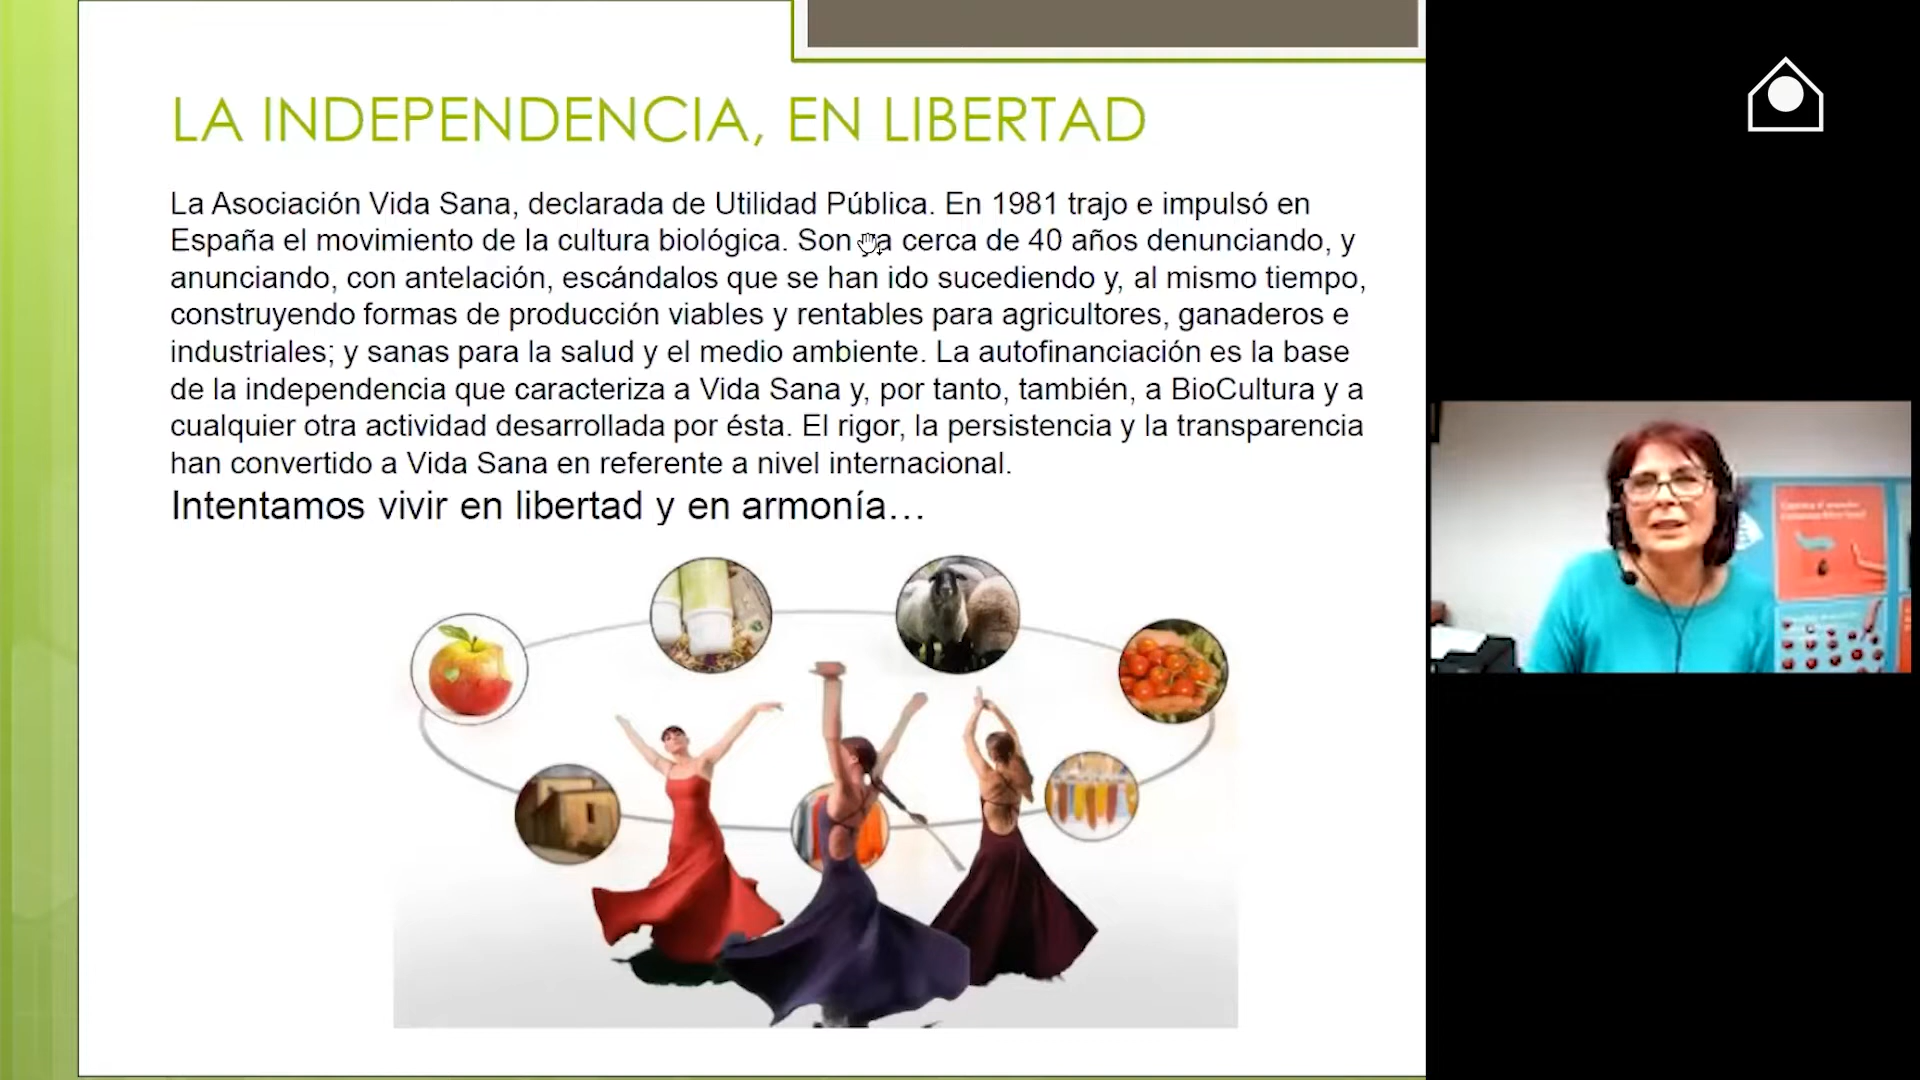 LA INDEPENDENCIA, EN LIBERTAD
La Asociación Vida Sana, declarada de Utilidad Pública. En 1981 trajo e impulsó en
España el movimiento de la cultura biológica. Son ya cerca de 40 años denunciando, y
anunciando, con antelación, escándalos que se han ido sucediendo y, al mismo tiempo,
construyendo formas de producción viables y rentables para agricultores, ganaderos e
industriales; y sanas para la salud y el medio ambiente. La autofinanciación es la base
de la independencia que caracteriza a Vida Sana y, por tanto, también, a BioCultura y a
cualquier otra actividad desarrollada por ésta. El rigor, la persistencia y la transparencia
han convertido a Vida Sana en referente a nivel internacional.
Intentamos vivir en libertad y en armonía…